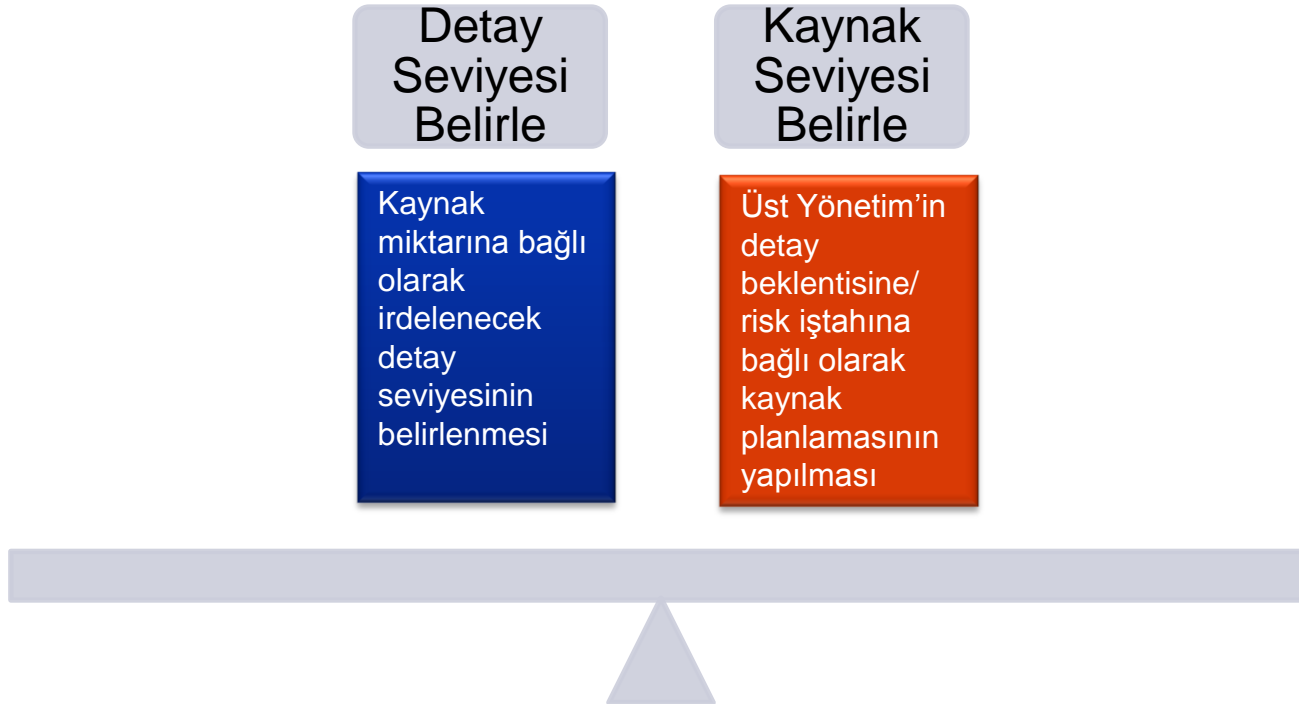 Detay
Seviyesi
Belirle
Kaynak
miktarına bağlı
olarak
irdelenecek
detay
seviyesinin
belirlenmesi
Kaynak
Seviyesi
Belirle
Üst Yönetim’in
detay
beklentisine/
risk iştahına
bağlı olarak
kaynak
planlamasının
yapılması